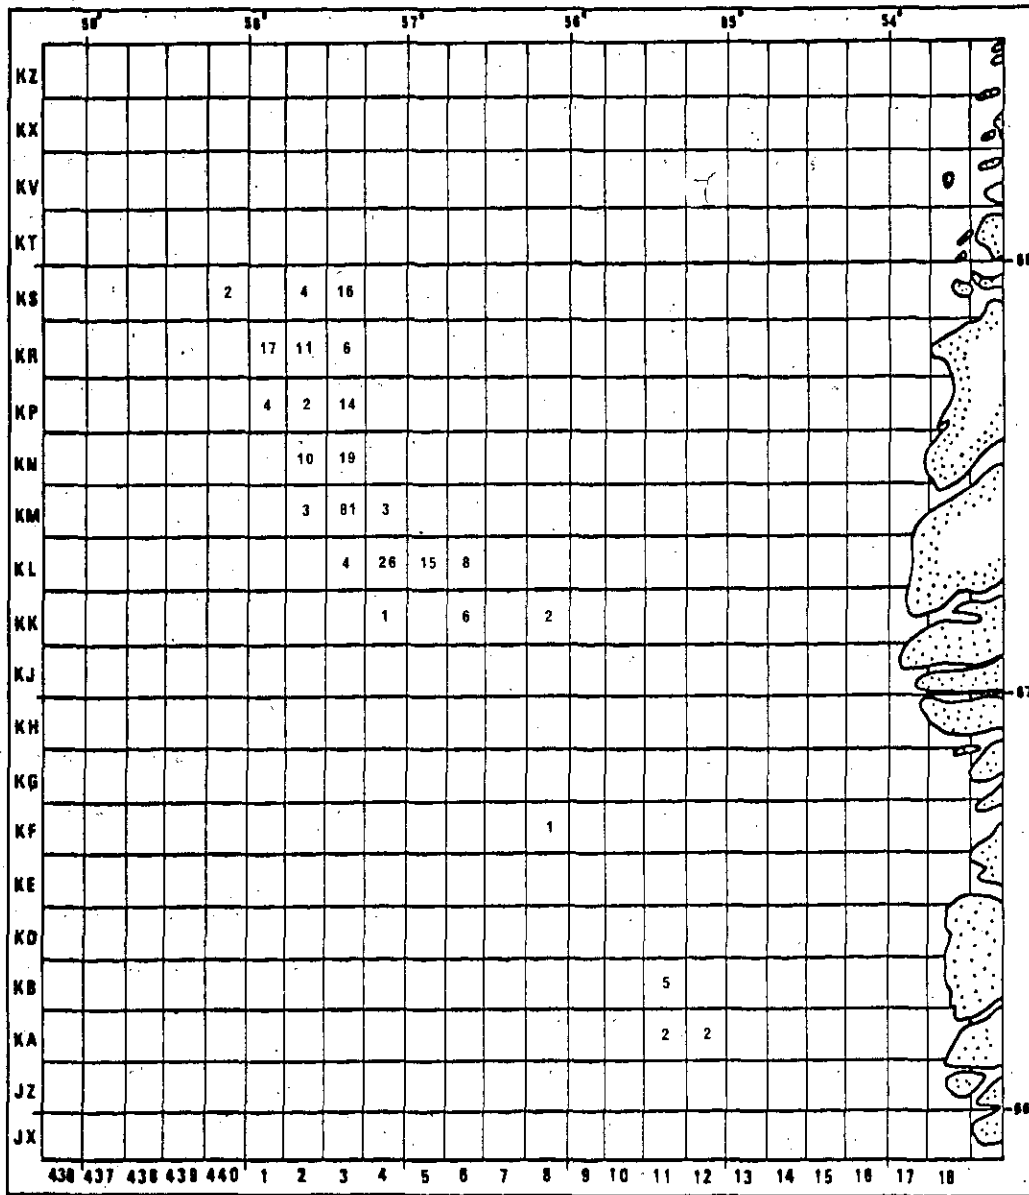 59° 58° 57° 56° 55° 54°
KZ
KX
KV
KT
KS 2 4 16
KR 17 11 6
KP 4 2 14
KN 10 19
KM 3 81 3
KL 4 26 15 8
KK 1 6 2
KJ
67
KH
KG
KF 1
KE
KD
KB 5
KA 2 2
JZ
JX
437 438 439 440 1 2 3 4 5 6 7 8 9 10 11 12 13 14 15 16 17 18